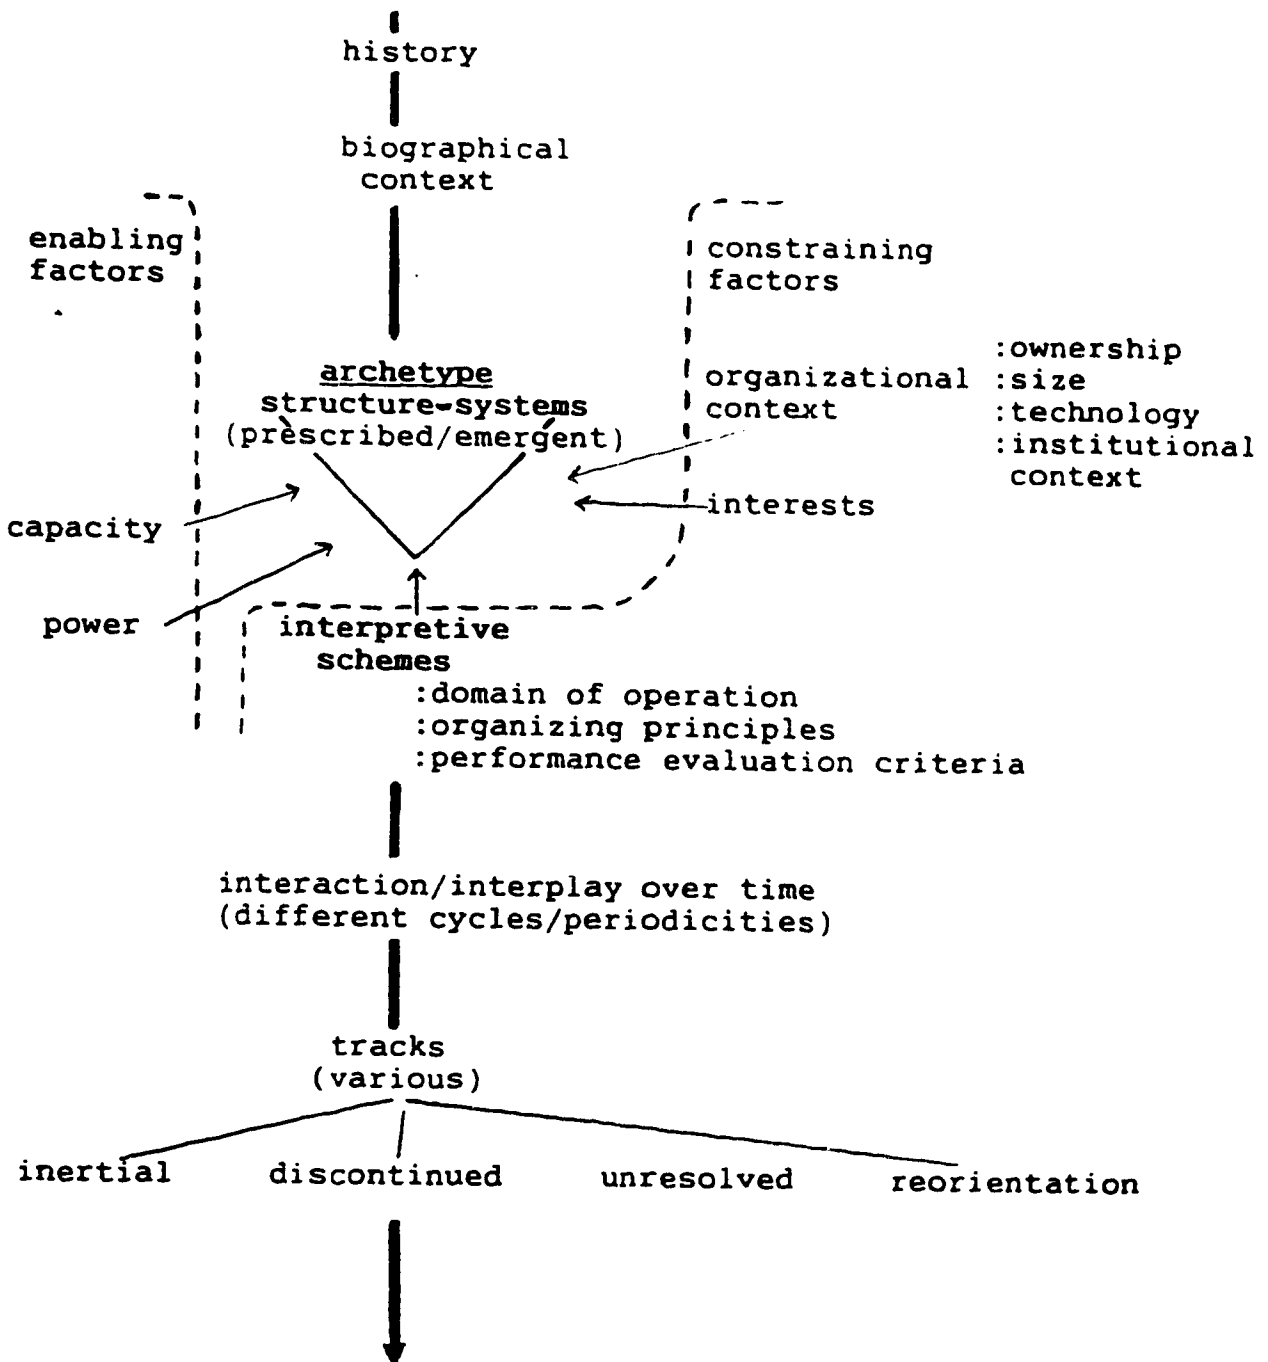 history
biographical
context
enabling
factors
constraining
factors
archetype
structure-systems
(prescribed/emergent)
organizational
context
:ownership
:size
:technology
:institutional
context
capacity
interests
power
interpretive
schemes
:domain of operation
:organizing principles
:performance evaluation criteria
interaction/interplay over time
(different cycles/periodicities)
tracks
(various)
inertial
discontinued
unresolved
reorientation